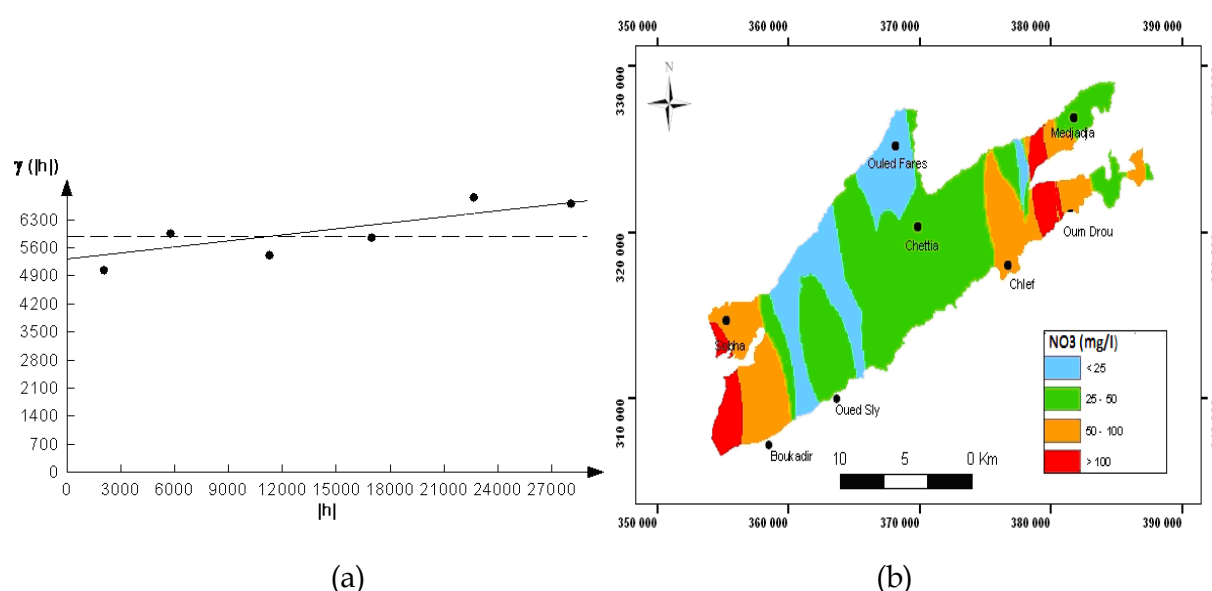 γ (|h|)
6300
5600
4900
4200
3500
2800
2100
1400
700
0
0 3000 6000 9000 12000 15000 18000 21000 24000 27000
|h|
(a)
350 000 360 000 370 000 380 000 390 000
330 000
320 000
310 000
N
Medjadja
Ouled Fares
Oum Drou
Chettia
Chlef
Sobha
Oued Sly
Boukadir
NO3 (mg/l)
< 25
25 - 50
50 - 100
> 100
10 5 0 Km
350 000 360 000 370 000 380 000 390 000
(b)